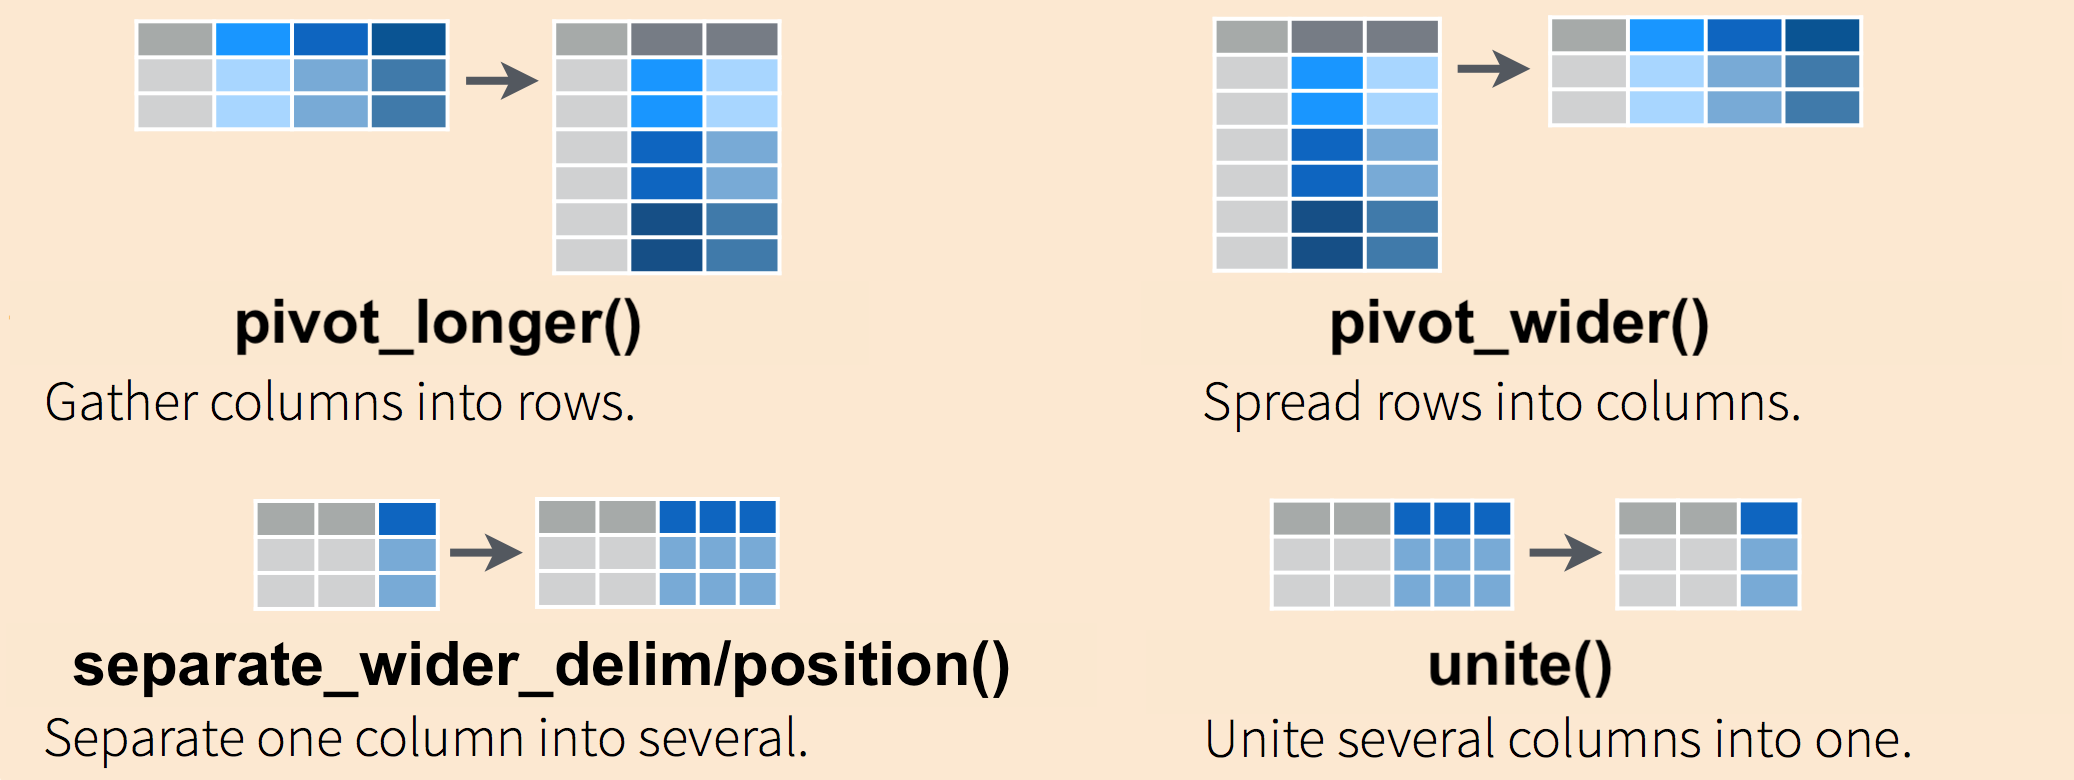 pivot_longer()
Gather columns into rows.
pivot_wider()
Spread rows into columns.
separate_wider_delim/position()
Separate one column into several.
unite()
Unite several columns into one.